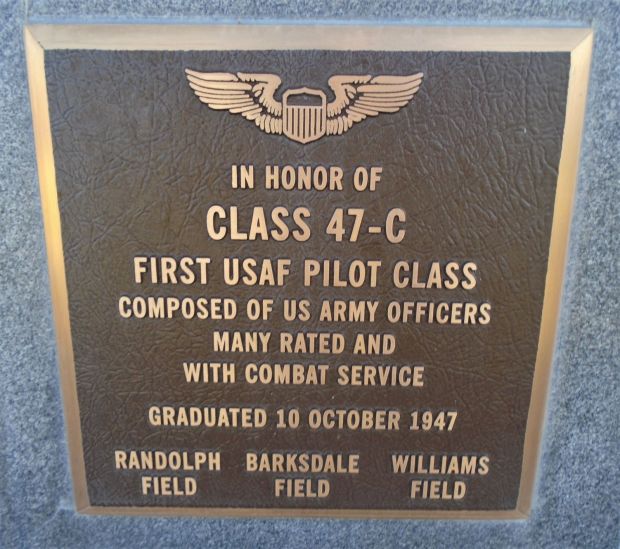 IN HONOR OF
CLASS 47-C
FIRST USAF PILOT CLASS
COMPOSED OF US ARMY OFFICERS
MANY RATED AND
WITH COMBAT SERVICE
GRADUATED 10 OCTOBER 1947
RANDOLPH FIELD
BARKSDALE FIELD
WILLIAMS FIELD